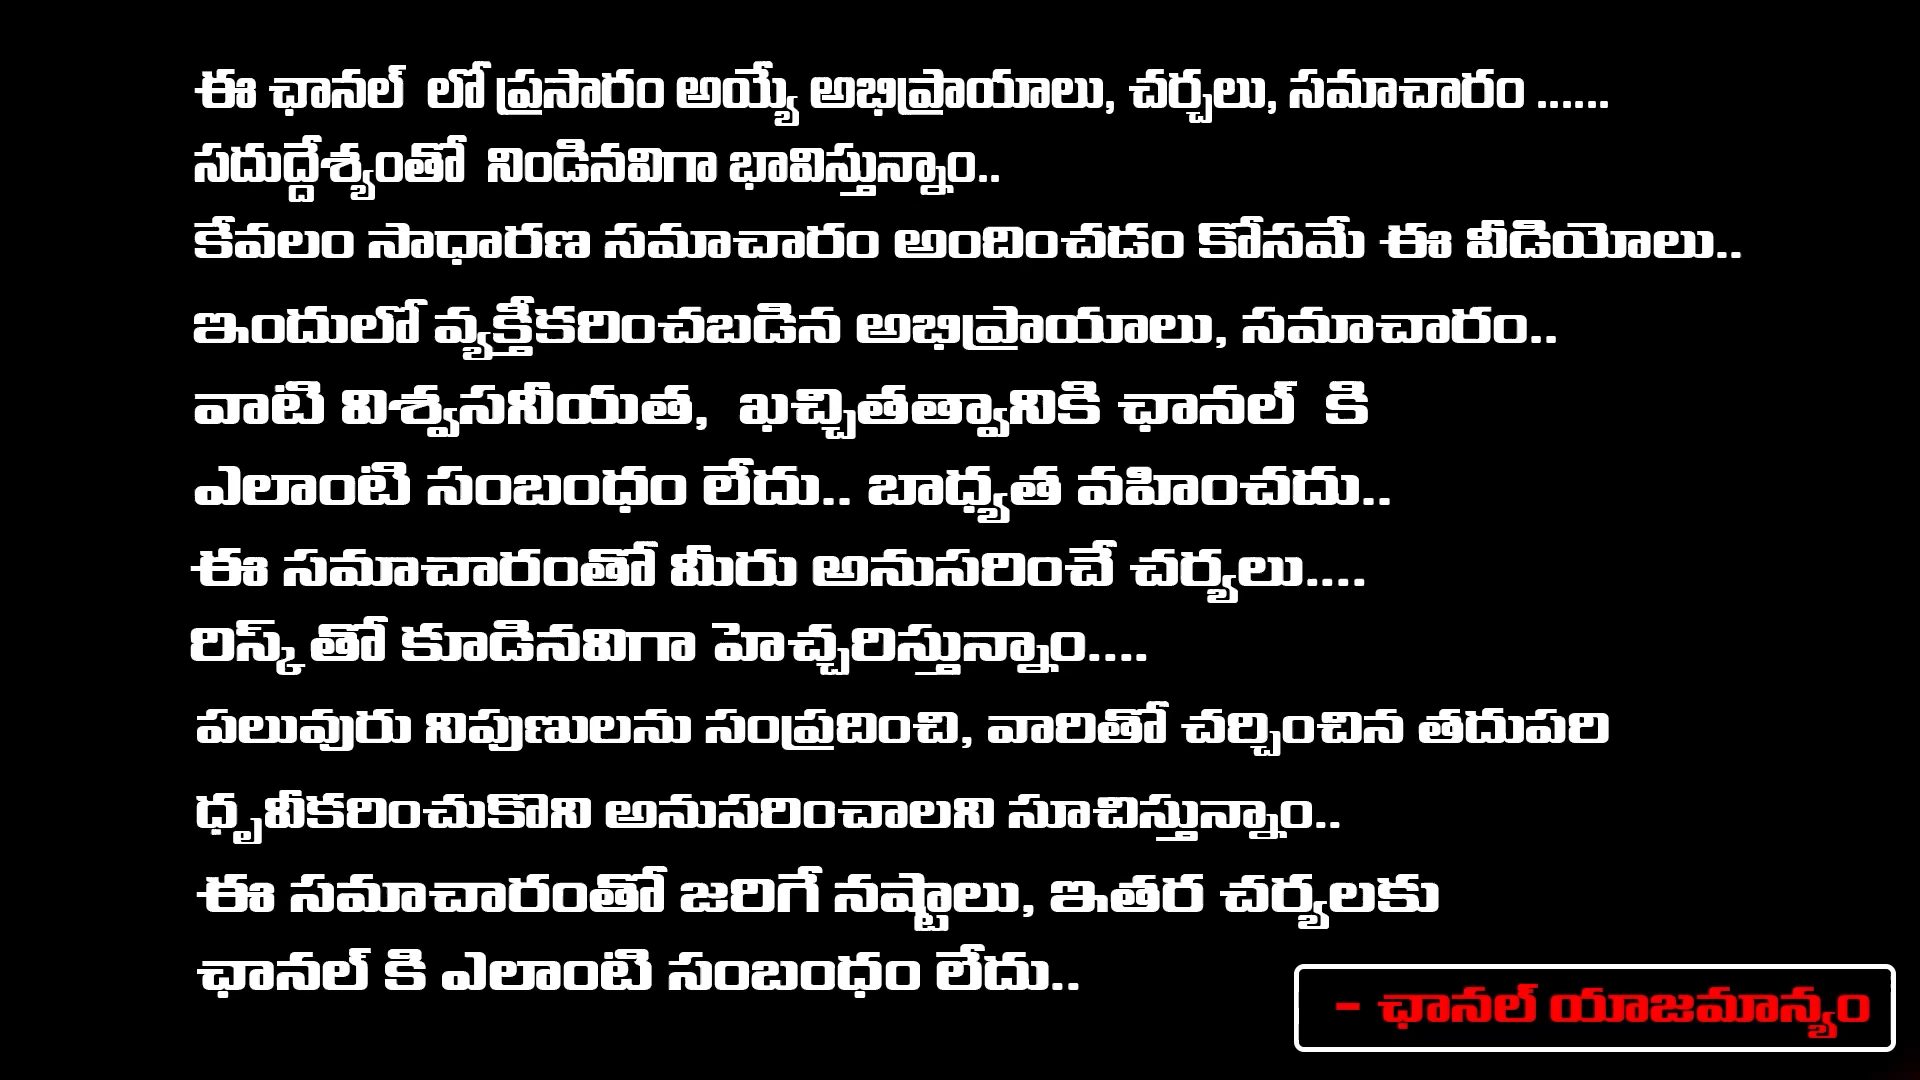 ఈ ఛానల్ లో ప్రసారం అయ్యే అభిప్రాయాలు, చర్చలు, సమాచారం ......
సదుద్దేశ్యంతో నిండినవిగా భావిస్తున్నాం..
కేవలం సాధారణ సమాచారం అందించడం కోసమే ఈ వీడియోలు..
ఇందులో వ్యక్తీకరించబడిన అభిప్రాయాలు, సమాచారం..
వాటి విశ్వసనీయత, ఖచ్చితత్వానికి ఛానల్ కి
ఎలాంటి సంబంధం లేదు.. బాధ్యత వహించదు..
ఈ సమాచారంతో మీరు అనుసరించే చర్యలు....
రిస్క్ తో కూడినవిగా హెచ్చరిస్తున్నాం....
పలువురు నిపుణులను సంప్రదించి, వారితో చర్చించిన తదుపరి
ధృవీకరించుకొని అనుసరించాలని సూచిస్తున్నాం..
ఈ సమాచారంతో జరిగే నష్టాలు, ఇతర చర్యలకు
ఛానల్ కి ఎలాంటి సంబంధం లేదు..
- ఛానల్ యాజమాన్యం